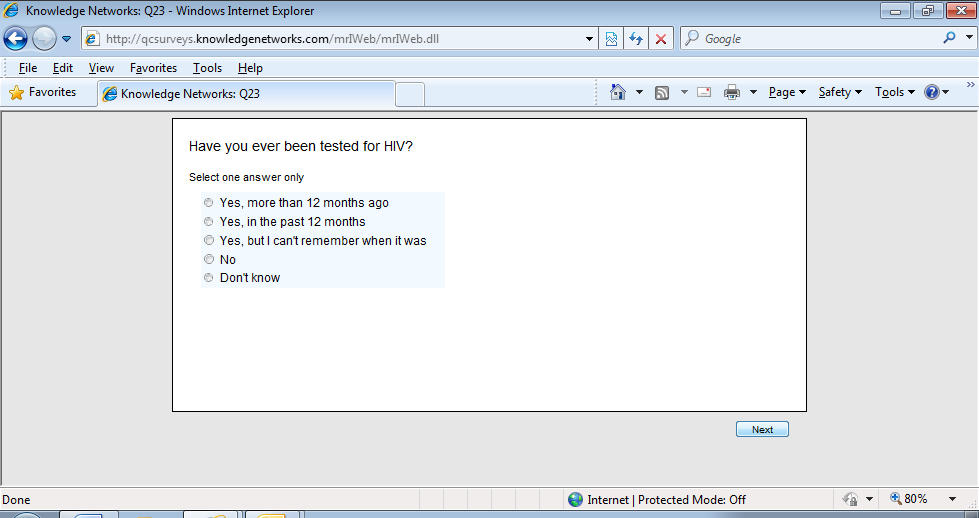 Knowledge Networks: Q23 - Windows Internet Explorer
http://qcsurveys.knowledgenetworks.com/mrIWeb/mrIWeb.dll
Google
File Edit View Favorites Tools Help
Favorites
Knowledge Networks: Q23
Page Safety Tools
Have you ever been tested for HIV?
Select one answer only
Yes, more than 12 months ago
Yes, in the past 12 months
Yes, but I can't remember when it was
No
Don't know
Next
Done
Internet | Protected Mode: Off
80%